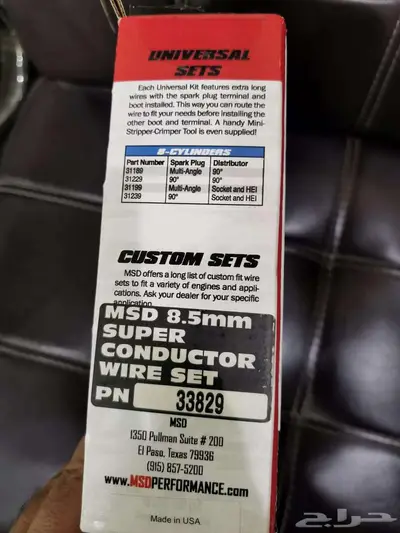 UNIVERSAL
SETS
Each Universal Kit features extra long
wires with the spark plug terminal and
boot installed. This way you can route the
wire to fit your needs before installing the
other boot and terminal. A handy Mini-
Stripper-Crimper Tool is even supplied!
8-CYLINDERS
Part Number Spark Plug Distributor
31189 Multi-Angle 90°
31229 90° 90°
31199 Multi-Angle Socket and HEI
31239 90° Socket and HEI
CUSTOM SETS
MSD offers a long list of custom fit wire
sets to fit a variety of engines and appli-
cations. Ask your dealer for your specific
application.
MSD 8.5mm
SUPER
CONDUCTOR
WIRE SET
PN 33829
MSD
1350 Pullman Suite # 200
El Paso, Texas 79936
(915) 857-5200
www.MSDPERFORMANCE.com
Made in USA
حراج